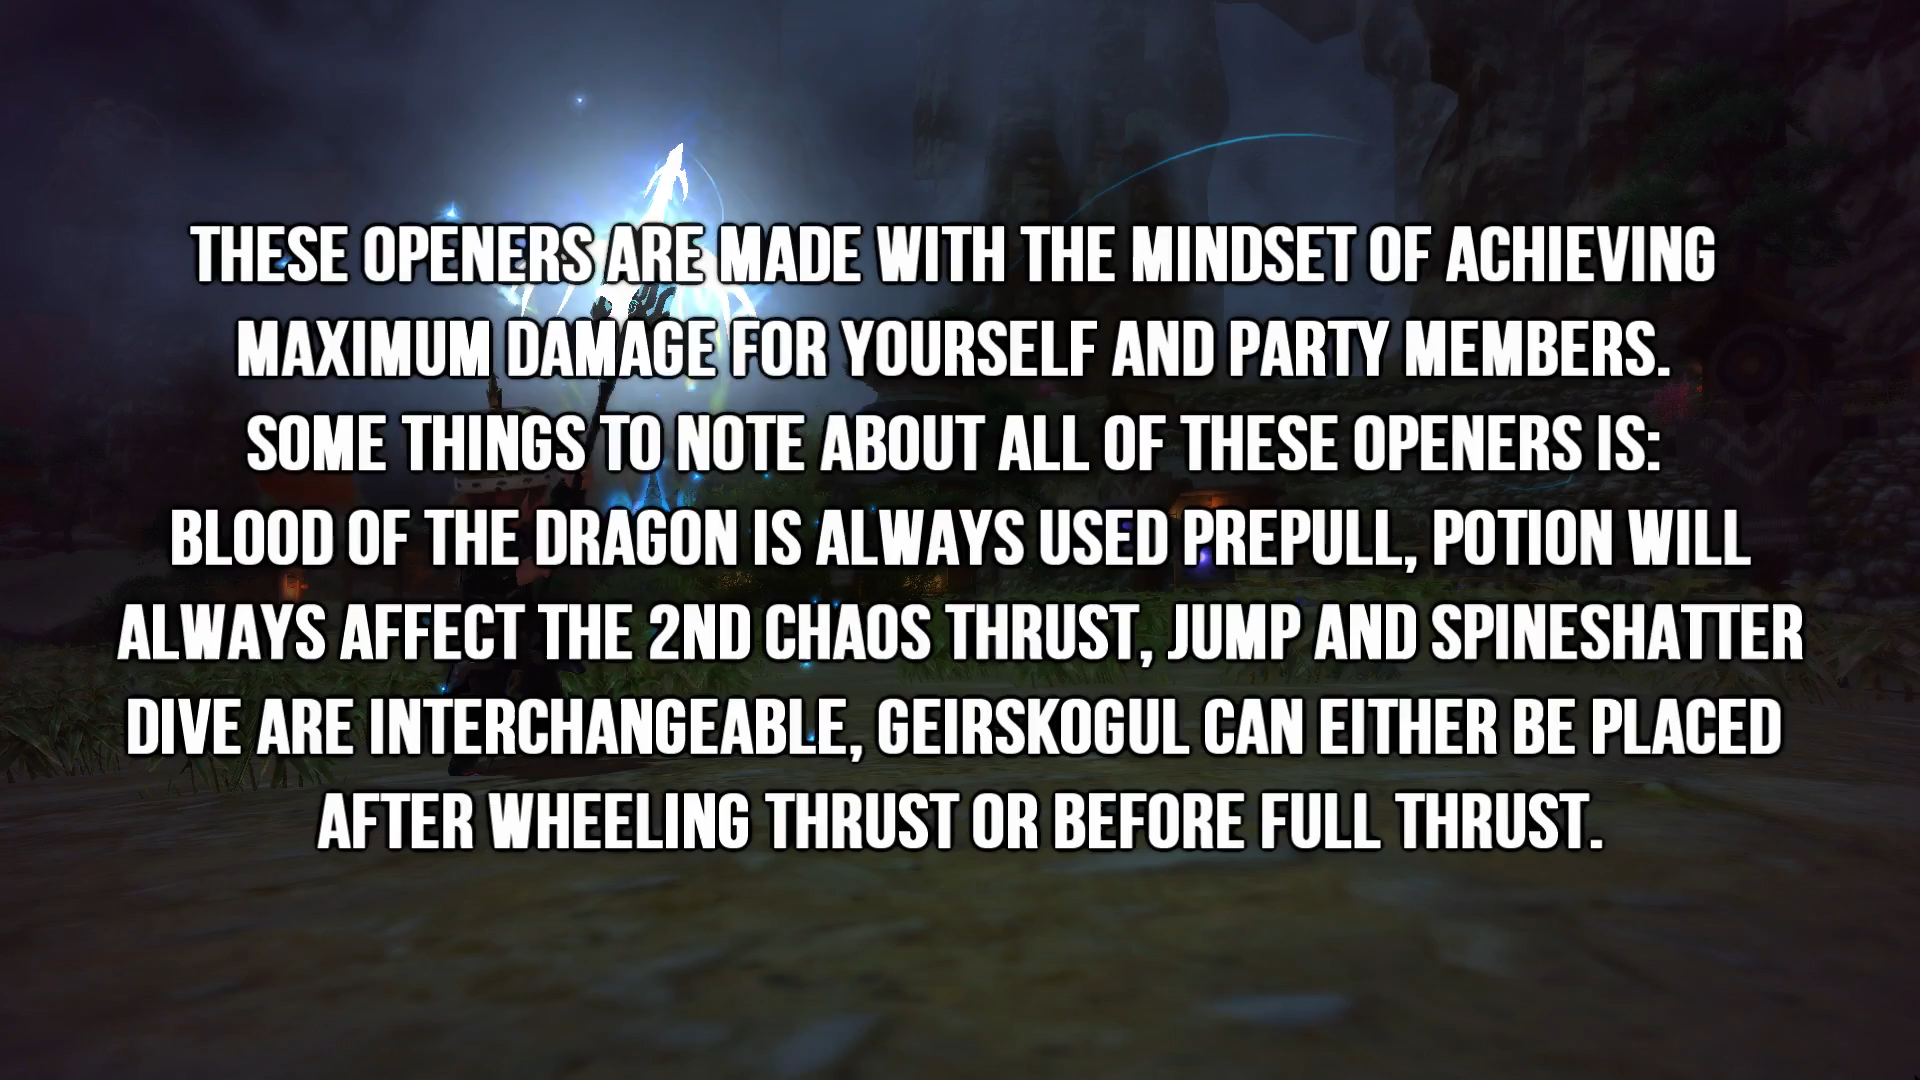 THESE OPENERS ARE MADE WITH THE MINDSET OF ACHIEVING
MAXIMUM DAMAGE FOR YOURSELF AND PARTY MEMBERS.
SOME THINGS TO NOTE ABOUT ALL OF THESE OPENERS IS:
BLOOD OF THE DRAGON IS ALWAYS USED PREPULL, POTION WILL
ALWAYS AFFECT THE 2ND CHAOS THRUST, JUMP AND SPINESHATTER
DIVE ARE INTERCHANGEABLE, GEIRSKOGUL CAN EITHER BE PLACED
AFTER WHEELING THRUST OR BEFORE FULL THRUST.